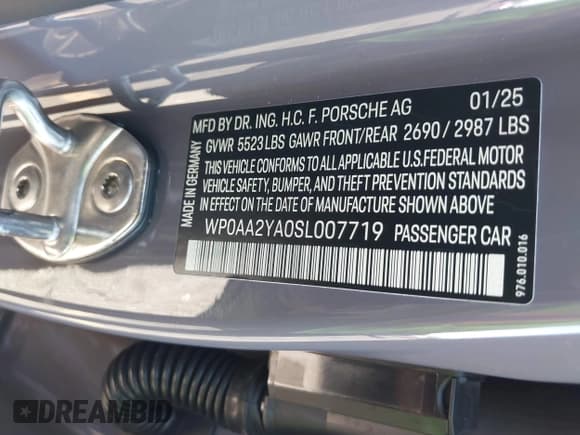 MFD BY DR. ING. H.C. F. PORSCHE AG 01/25
GVWR 5523 LBS GAWR FRONT/REAR 2690 / 2987 LBS
THIS VEHICLE CONFORMS TO ALL APPLICABLE U.S. FEDERAL MOTOR
VEHICLE SAFETY, BUMPER, AND THEFT PREVENTION STANDARDS
IN EFFECT ON THE DATE OF MANUFACTURE SHOWN ABOVE
WP0AA2YA0SL007719 PASSENGER CAR
MADE IN GERMANY
976.010.016
DREAMBID